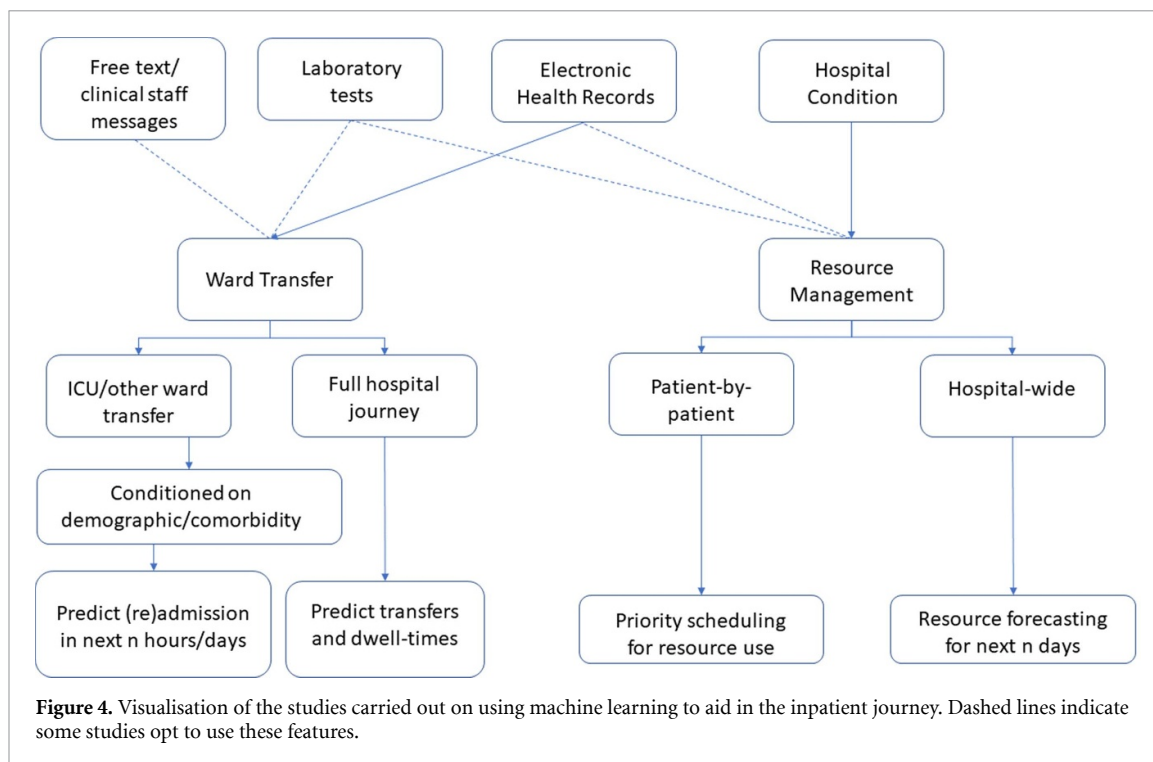 Free text/
clinical staff
messages
Laboratory
tests
Electronic
Health Records
Hospital
Condition
Ward Transfer
Resource
Management
ICU/other ward
transfer
Full hospital
journey
Patient-by-
patient
Hospital-wide
Conditioned on
demographic/comorbidity
Predict (re)admission
in next n hours/days
Predict transfers
and dwell-times
Priority scheduling
for resource use
Resource forecasting
for next n days
Figure 4. Visualisation of the studies carried out on using machine learning to aid in the inpatient journey. Dashed lines indicate
some studies opt to use these features.